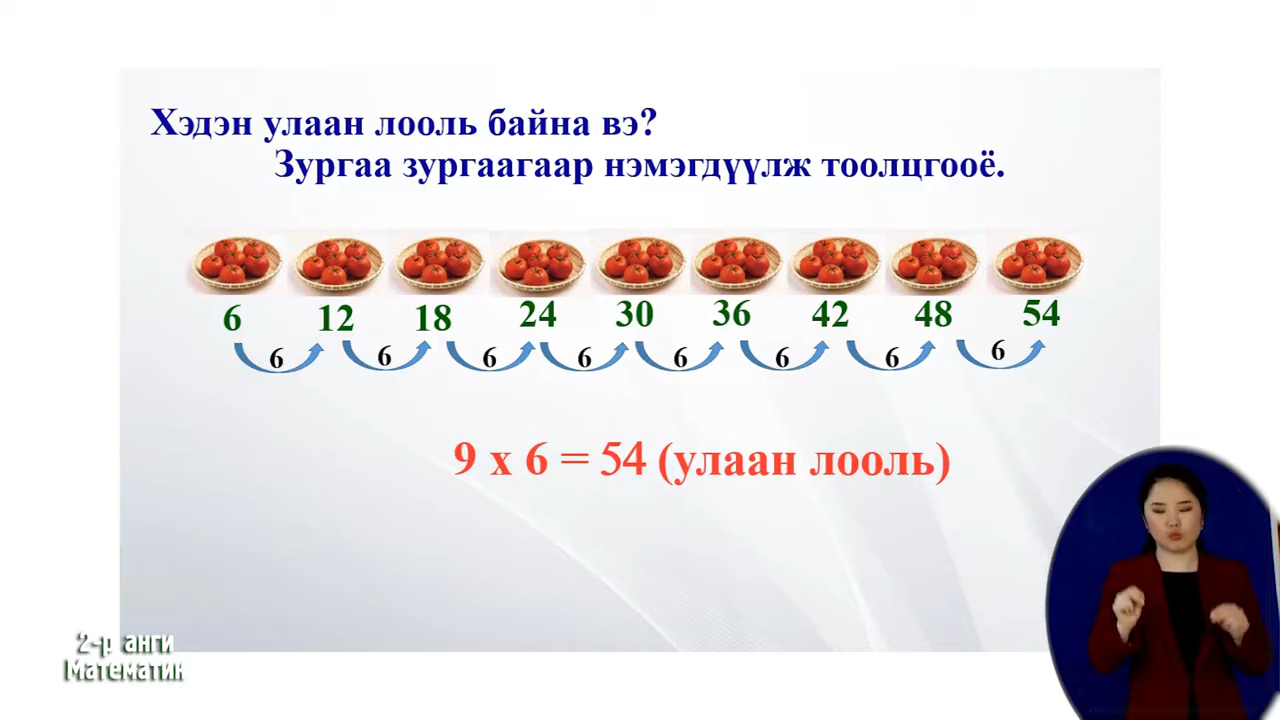 Хэдэн улаан лооль байна вэ?
Зургаа зургаагаар нэмэгдүүлж тоолцгооё.
6 12 18 24 30 36 42 48 54
6 6 6 6 6 6 6 6
9 x 6 = 54 (улаан лооль)
2-р анги
Математик